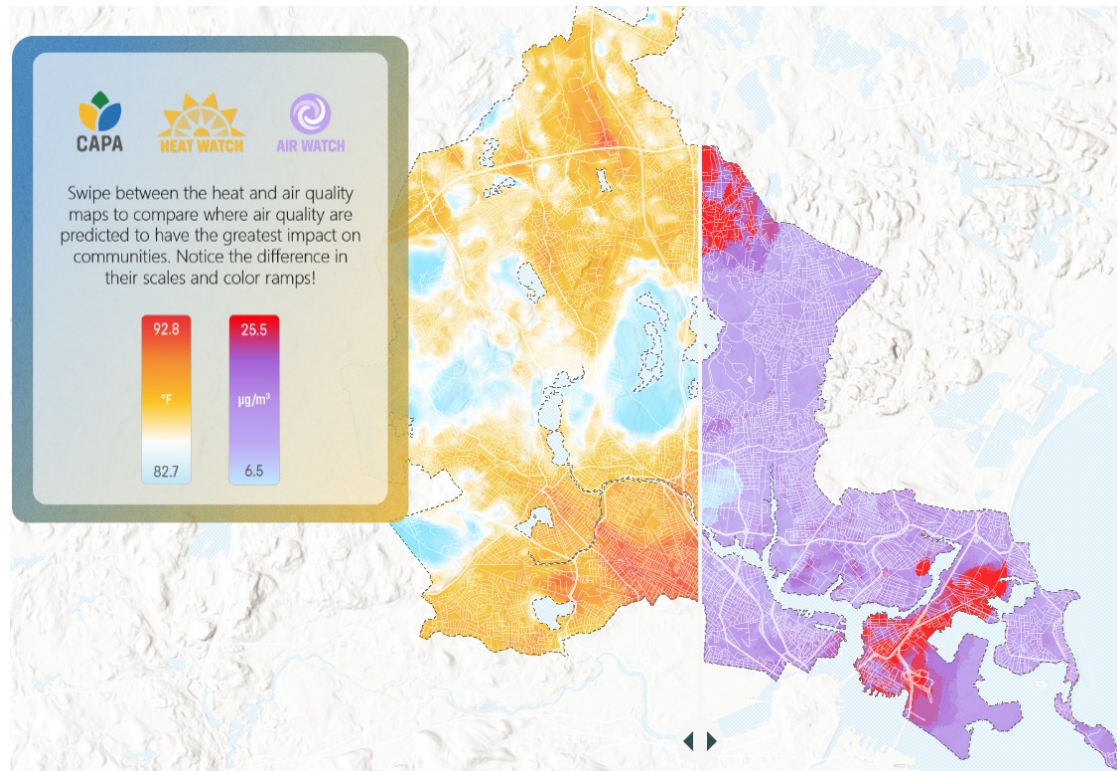 CAPA
HEAT WATCH
AIR WATCH
Swipe between the heat and air quality
maps to compare where air quality are
predicted to have the greatest impact on
communities. Notice the difference in
their scales and color ramps!
92.8
25.5
°F
µg/m³
82.7
6.5